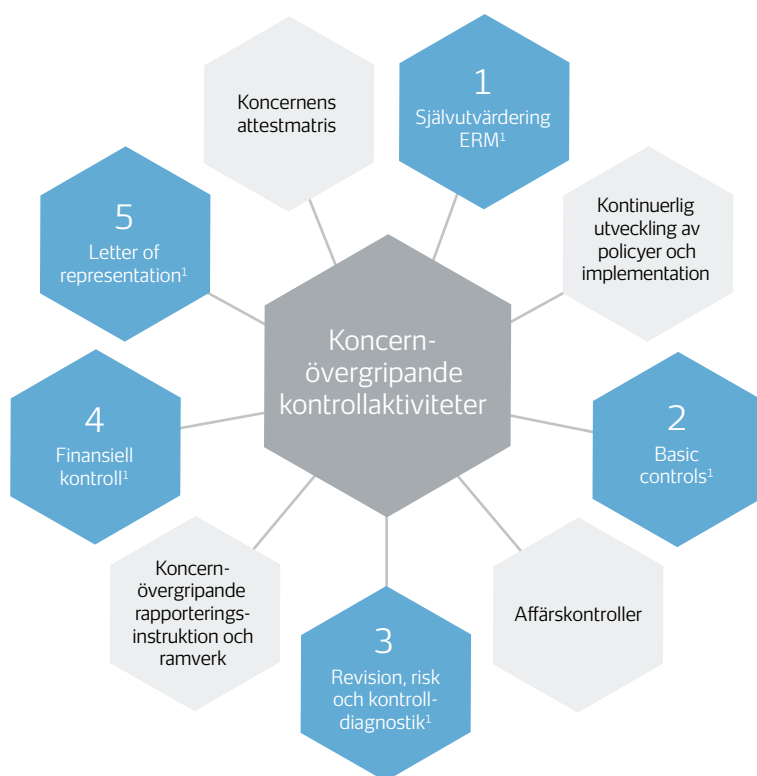 Koncernens
attestmatris
1
Självutvärdering
ERM¹
Kontinuerlig
utveckling av
policyer och
implementation
5
Letter of
representation¹
Koncern-
övergripande
kontrollaktiviteter
2
Basic
controls¹
4
Finansiell
kontroll¹
Koncern-
övergripande
rapporterings-
instruktion och
ramverk
3
Revision, risk
och kontroll-
diagnostik¹
Affärskontroller